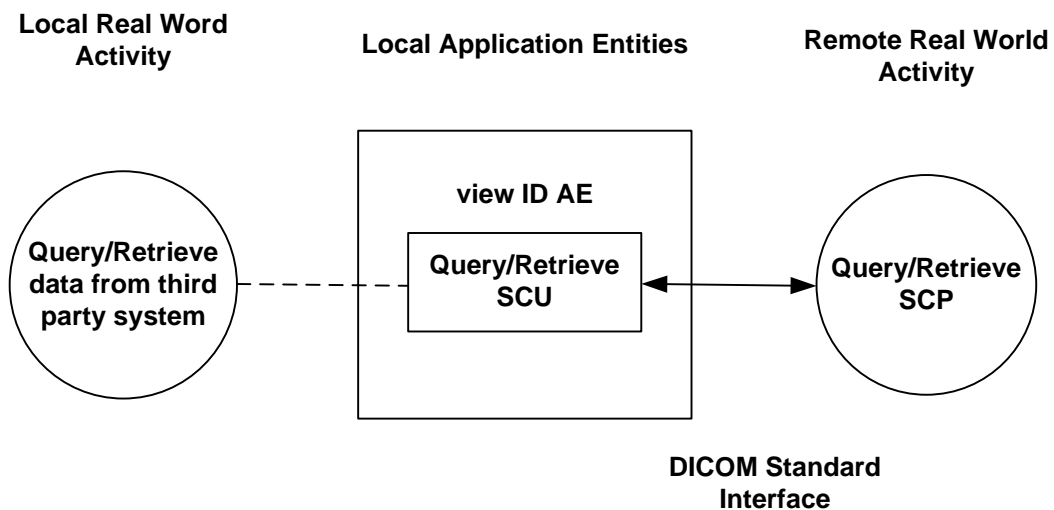 Local Real Word
Activity
Local Application Entities
Remote Real World
Activity
view ID AE
Query/Retrieve
data from third
party system
Query/Retrieve
SCU
Query/Retrieve
SCP
DICOM Standard
Interface